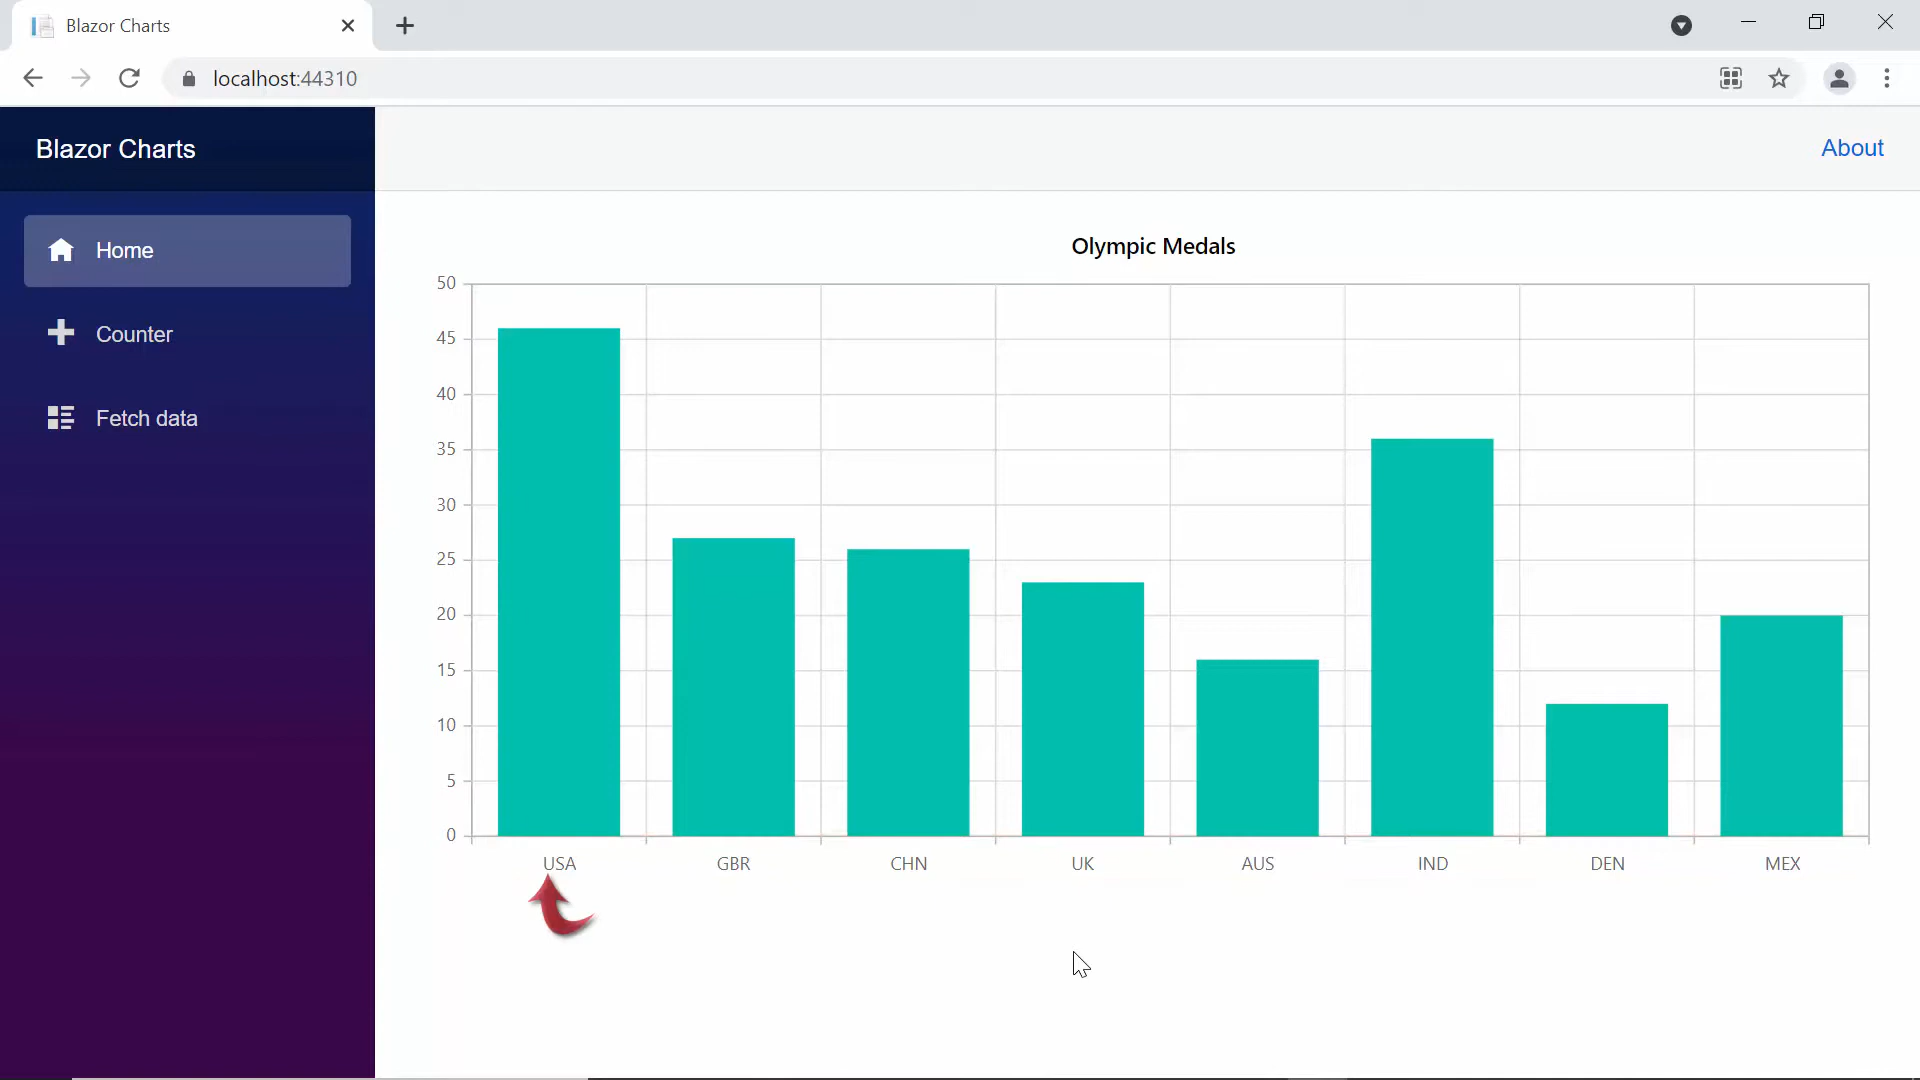 Blazor Charts
localhost:44310
Blazor Charts
About
Home
Counter
Fetch data
Olympic Medals
50
45
40
35
30
25
20
15
10
5
0
USA GBR CHN UK AUS IND DEN MEX